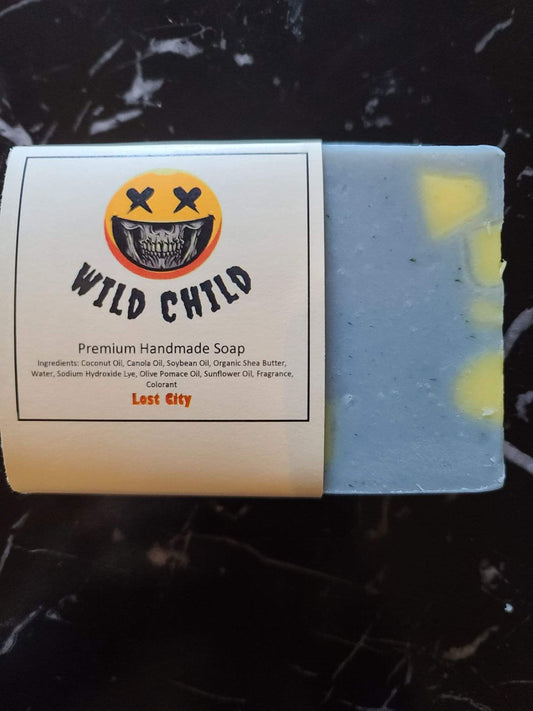 WILD CHILD
Premium Handmade Soap
Ingredients: Coconut Oil, Canola Oil, Soybean Oil, Organic Shea Butter,
Water, Sodium Hydroxide Lye, Olive Pomace Oil, Sunflower Oil, Fragrance,
Colorant
Lost City